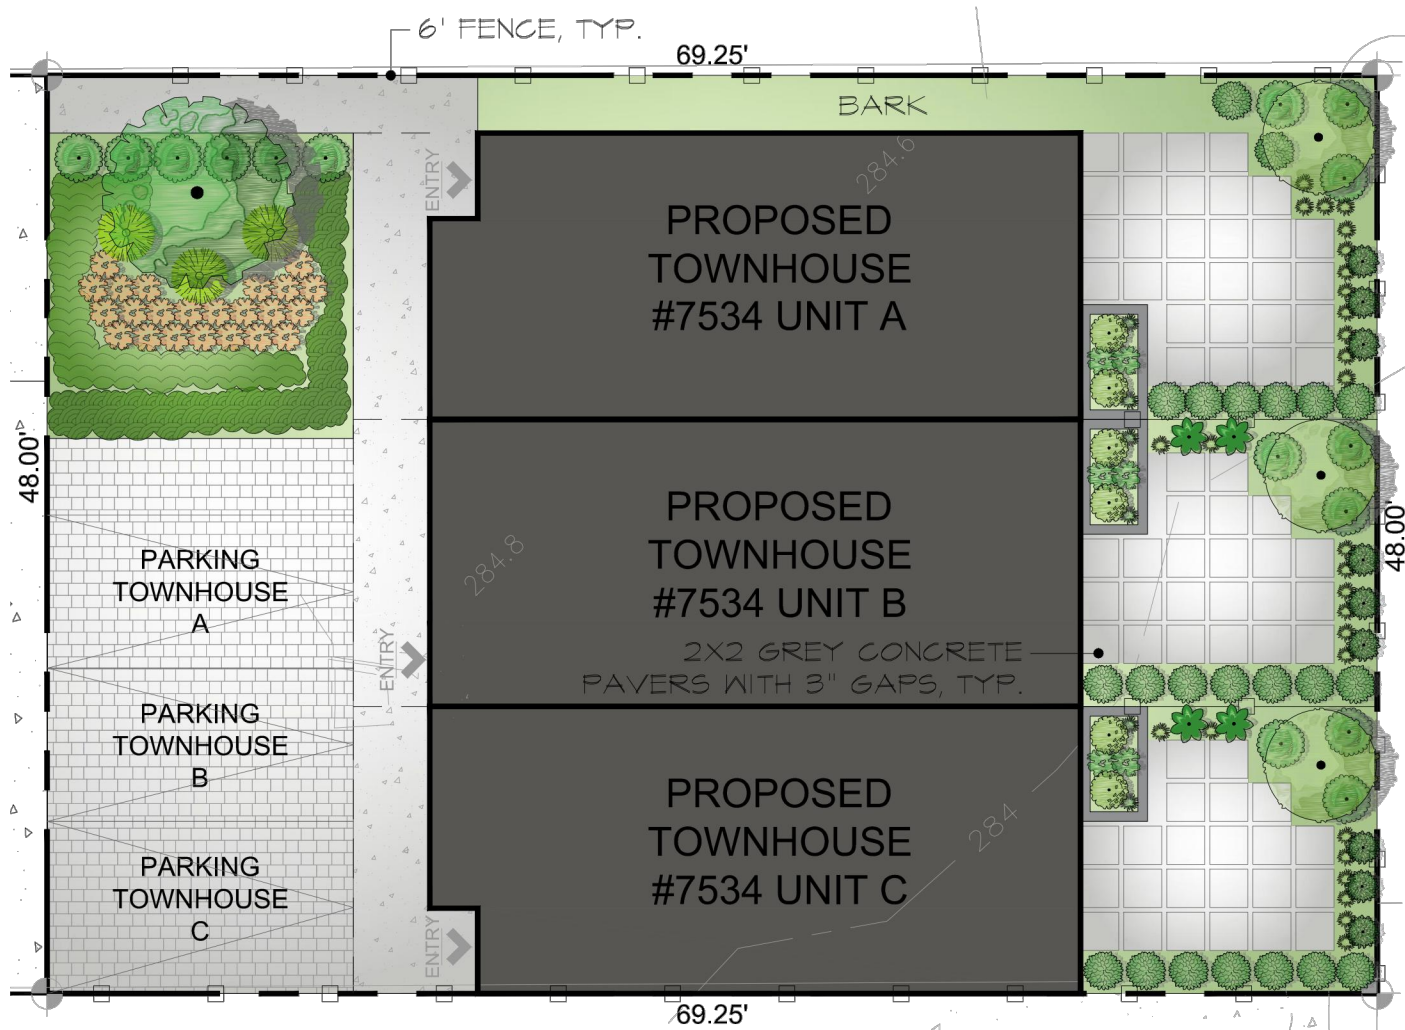 6' FENCE, TYP.
69.25'
BARK
ENTRY
284.6
PROPOSED
TOWNHOUSE
#7534 UNIT A
48.00'
PROPOSED
TOWNHOUSE
#7534 UNIT B
284.8
48.00'
PARKING
TOWNHOUSE
A
ENTRY
2X2 GREY CONCRETE
PAVERS WITH 3" GAPS, TYP.
PARKING
TOWNHOUSE
B
PROPOSED
TOWNHOUSE
#7534 UNIT C
284
PARKING
TOWNHOUSE
C
ENTRY
69.25'